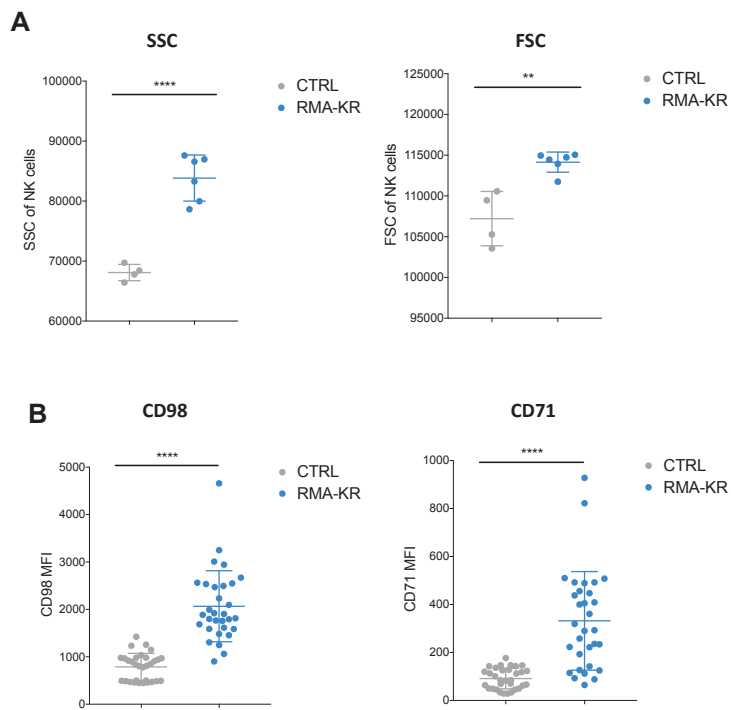 A
SSC
FSC
100000
90000
80000
70000
60000
SSC of NK cells
****
CTRL
RMA-KR
125000
120000
115000
110000
105000
100000
95000
FSC of NK cells
**
CTRL
RMA-KR
B
CD98
CD71
5000
4000
3000
2000
1000
0
CD98 MFI
****
CTRL
RMA-KR
1000
800
600
400
200
0
CD71 MFI
****
CTRL
RMA-KR